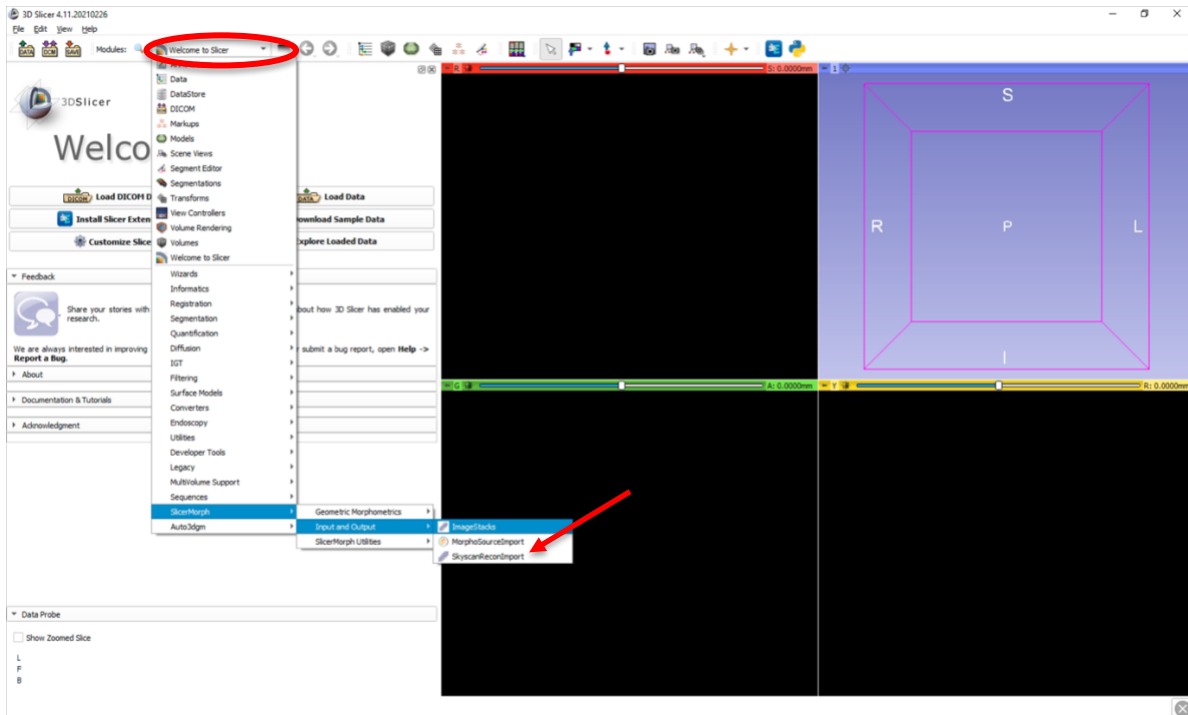 3D Slicer 4.11.20210226
File Edit View Help
DATA DCM SAVE Modules: Welcome to Slicer
R S: 0.0000mm 1
Data
DataStore
DICOM
Markups
Models
Scene Views
Segment Editor
Segmentations
Transforms
View Controllers
Volume Rendering
Volumes
Welcome to Slicer
Wizards
Informatics
Registration
Segmentation
Quantification
Diffusion
IGT
Filtering
Surface Models
Converters
Endoscopy
Utilities
Developer Tools
Legacy
MultiVolume Support
Sequences
SlicerMorph
Auto3dgm
Geometric Morphometrics
Input and Output
SlicerMorph Utilities
ImageStacks
MorphoSourceImport
SkyscanReconImport
3DSlicer
Welco
DICOM Load DICOM D
DATA Load Data
Install Slicer Exten
ownload Sample Data
Customize Slice
xplore Loaded Data
Feedback
Share your stories with
bout how 3D Slicer has enabled your
research.
We are always interested in improving
r submit a bug report, open Help ->
Report a Bug.
About
Documentation & Tutorials
Acknowledgment
Data Probe
Show Zoomed Slice
L
F
B
S
R P L
I
G A: 0.0000mm
Y R: 0.0000mm